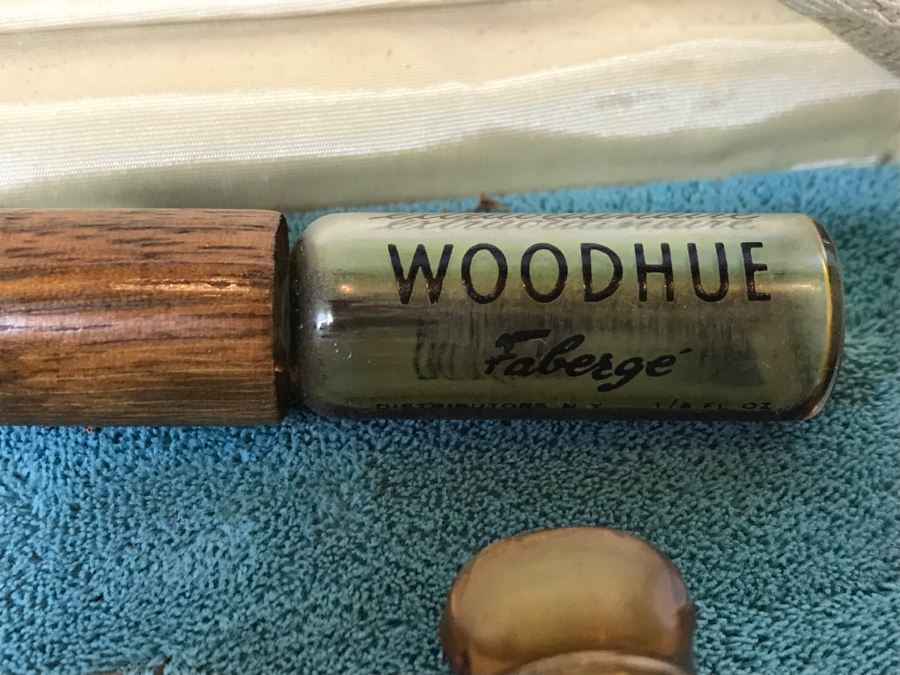 WOODHUE
Fabergé
DISTRIBUTORS N.Y. 1/8 FL OZ